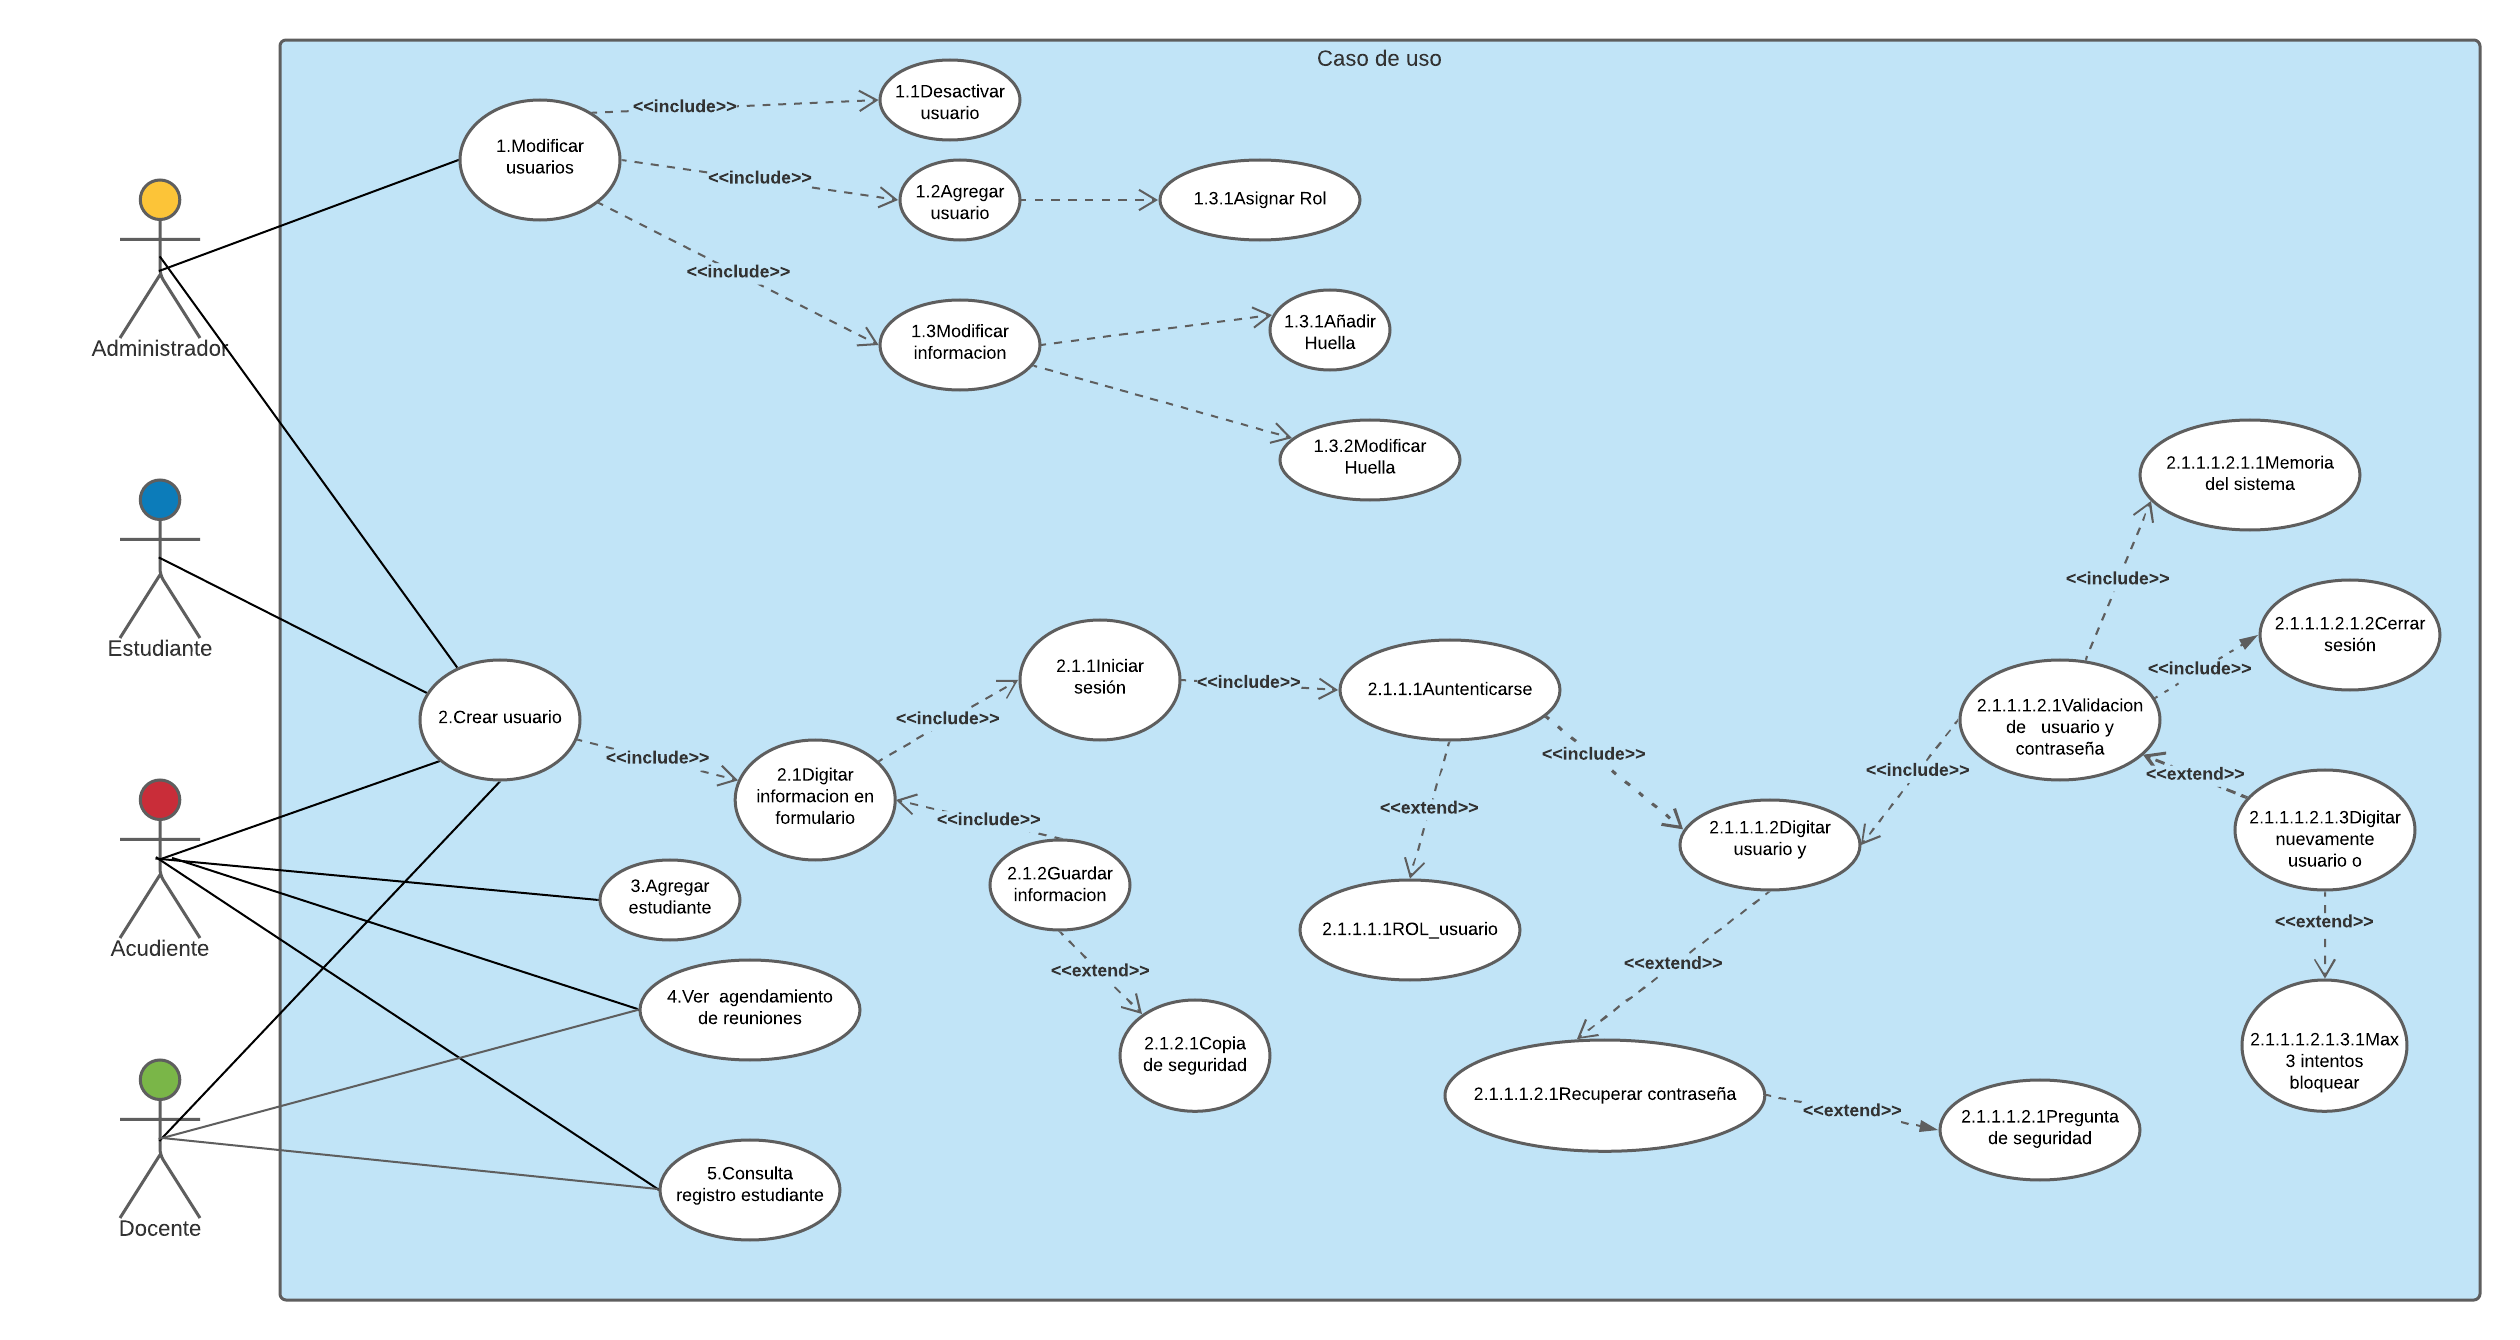 Caso de uso
Administrador
Estudiante
Acudiente
Docente
1.Modificar
usuarios
<<include>>
1.1Desactivar
usuario
<<include>>
1.2Agregar
usuario
1.3.1Asignar Rol
<<include>>
1.3Modificar
informacion
1.3.1Añadir
Huella
1.3.2Modificar
Huella
2.Crear usuario
<<include>>
2.1Digitar
informacion en
formulario
<<include>>
2.1.1Iniciar
sesión
<<include>>
2.1.1.1Auntenticarse
<<include>>
2.1.2Guardar
informacion
<<extend>>
2.1.2.1Copia
de seguridad
<<extend>>
2.1.1.1.1ROL_usuario
<<include>>
2.1.1.1.2Digitar
usuario y
<<include>>
2.1.1.1.2.1Validacion
de   usuario y
contraseña
<<include>>
2.1.1.1.2.1.1Memoria
del sistema
<<include>>
2.1.1.1.2.1.2Cerrar
sesión
<<extend>>
2.1.1.1.2.1.3Digitar
nuevamente
usuario o
<<extend>>
2.1.1.1.2.1.3.1Max
3 intentos
bloquear
<<extend>>
2.1.1.1.2.1Recuperar contraseña
<<extend>>
2.1.1.1.2.1Pregunta
de seguridad
3.Agregar
estudiante
4.Ver  agendamiento
de reuniones
5.Consulta
registro estudiante